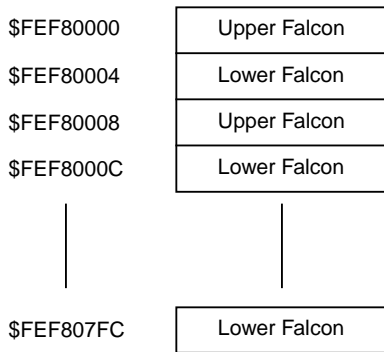 $FEF80000 Upper Falcon
$FEF80004 Lower Falcon
$FEF80008 Upper Falcon
$FEF8000C Lower Falcon
$FEF807FC Lower Falcon